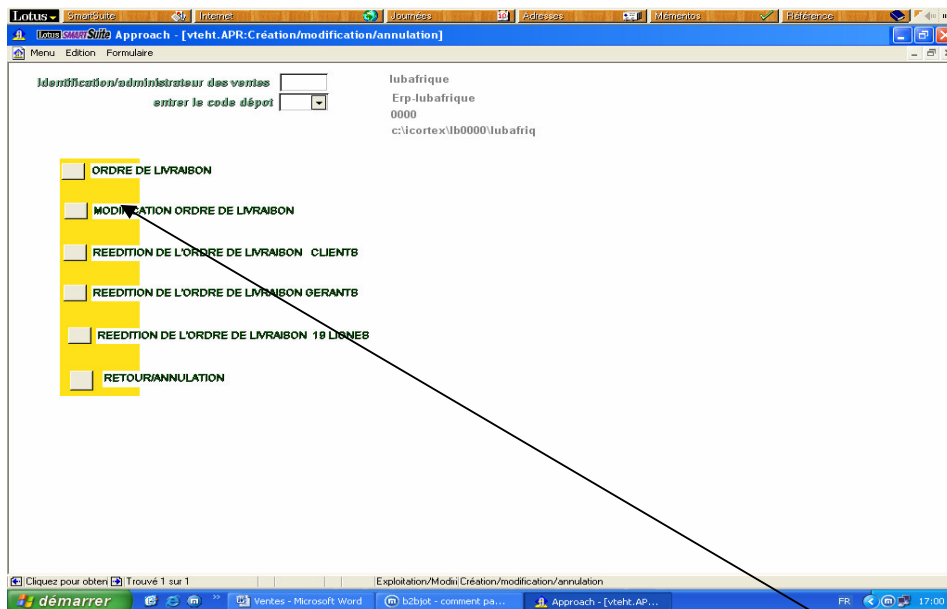 Lotus SmartSuite Internet Journées Adresses Mémentos Référence
Lotus SMARTSuite Approach - [vteht.APR:Création/modification/annulation]
Menu Edition Formulaire
Identification/administrateur des ventes
lubafrique
entrer le code dépot
Erp-lubafrique
0000
c:\icortex\lb0000\lubafriq
ORDRE DE LIVRAISON
MODIFICATION ORDRE DE LIVRAISON
REEDITION DE L'ORDRE DE LIVRAISON CLIENTS
REEDITION DE L'ORDRE DE LIVRAISON GERANTS
REEDITION DE L'ORDRE DE LIVRAISON 19 LIGNES
RETOUR/ANNULATION
Cliquez pour obten Trouvé 1 sur 1 Exploitation/Modifi Création/modification/annulation
démarrer Ventes - Microsoft Word b2bjot - comment pa... Approach - [vteht.AP... FR 17:00